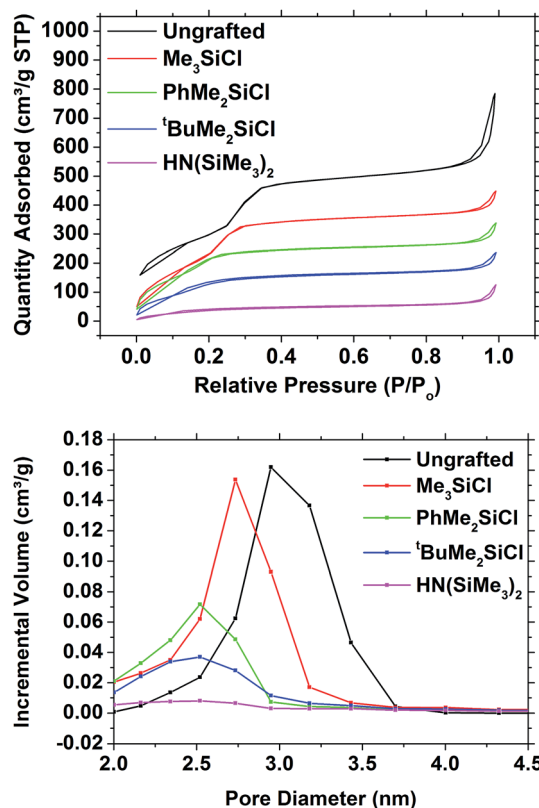 Quantity Adsorbed (cm³/g STP)
1000
900
800
700
600
500
400
300
200
100
0
Ungrafted
Me₃SiCl
PhMe₂SiCl
ᵗBuMe₂SiCl
HN(SiMe₃)₂
0.0 0.2 0.4 0.6 0.8 1.0
Relative Pressure (P/Pₒ)
Incremental Volume (cm³/g)
0.18
0.16
0.14
0.12
0.10
0.08
0.06
0.04
0.02
0.00
-0.02
Ungrafted
Me₃SiCl
PhMe₂SiCl
ᵗBuMe₂SiCl
HN(SiMe₃)₂
2.0 2.5 3.0 3.5 4.0 4.5
Pore Diameter (nm)